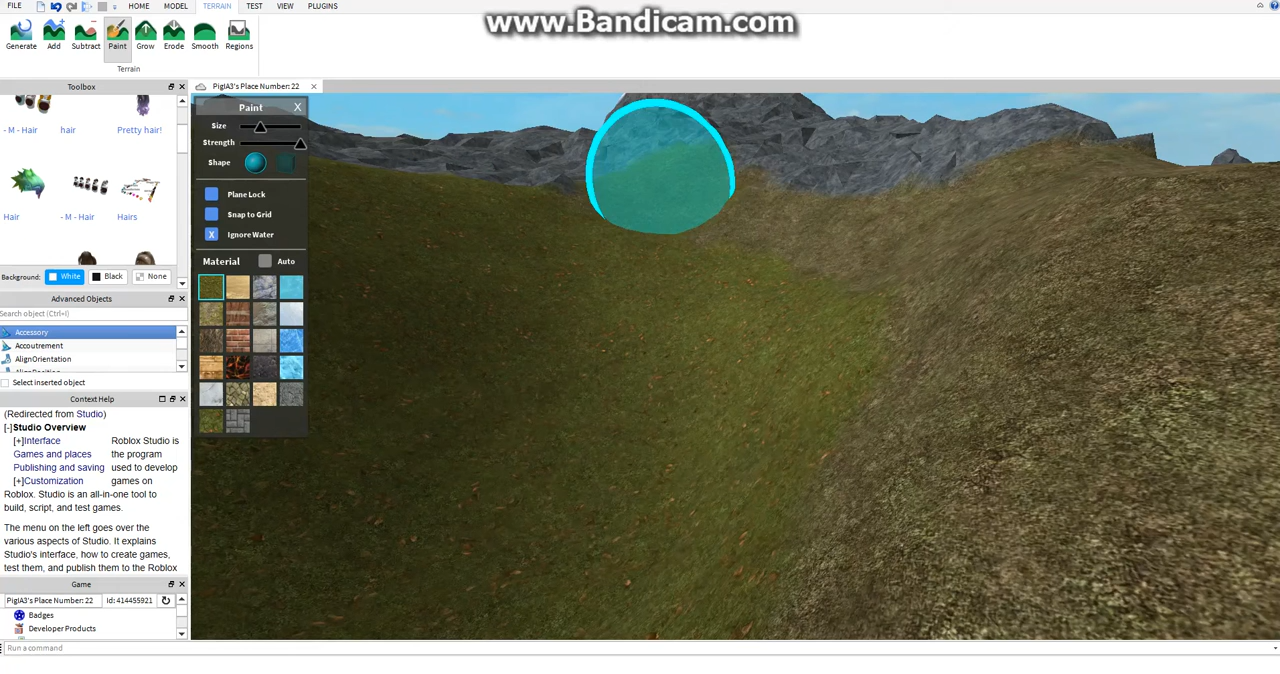 FILE HOME MODEL TERRAIN TEST VIEW PLUGINS
www.Bandicam.com
Generate Add Subtract Paint Grow Erode Smooth Regions
Terrain
Toolbox
PigIA3's Place Number: 22
- M - Hair hair Pretty hair!
Hair - M - Hair Hairs
Background: White Black None
Advanced Objects
Search object (Ctrl+I)
Accessory
Accoutrement
AlignOrientation
Select inserted object
Context Help
(Redirected from Studio)
[-]Studio Overview
[+]Interface
Games and places
Publishing and saving
[+]Customization
Roblox Studio is
the program
used to develop
games on
Roblox. Studio is an all-in-one tool to
build, script, and test games.
The menu on the left goes over the
various aspects of Studio. It explains
Studio's interface, how to create games,
test them, and publish them to the Roblox
Game
PigIA3's Place Number: 22 Id: 414455921
Badges
Developer Products
Run a command
Paint X
Size
Strength
Shape
Plane Lock
Snap to Grid
X Ignore Water
Material Auto